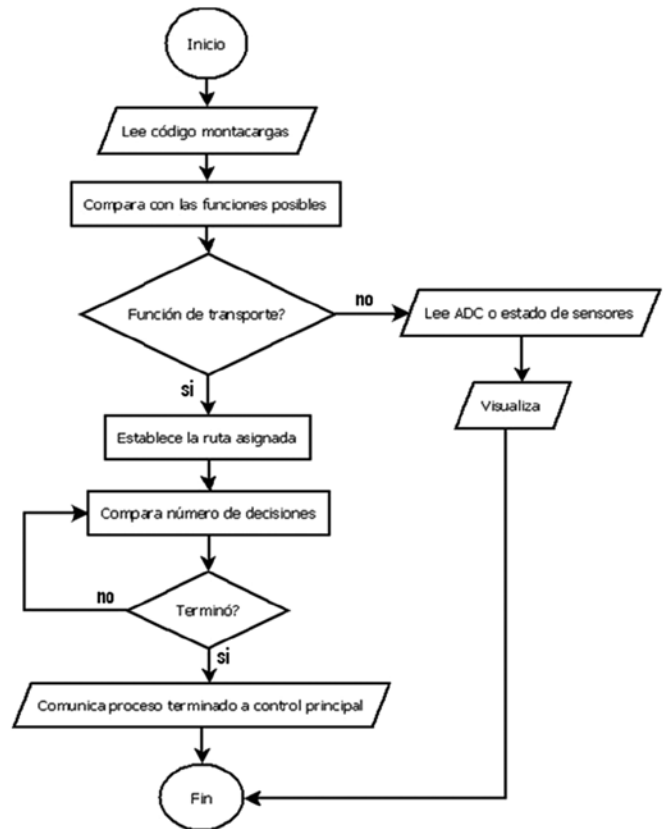 Inicio
Lee código montacargas
Compara con las funciones posibles
Función de transporte?
no
Lee ADC o estado de sensores
si
Visualiza
Establece la ruta asignada
Compara número de decisiones
no
Terminó?
si
Comunica proceso terminado a control principal
Fin